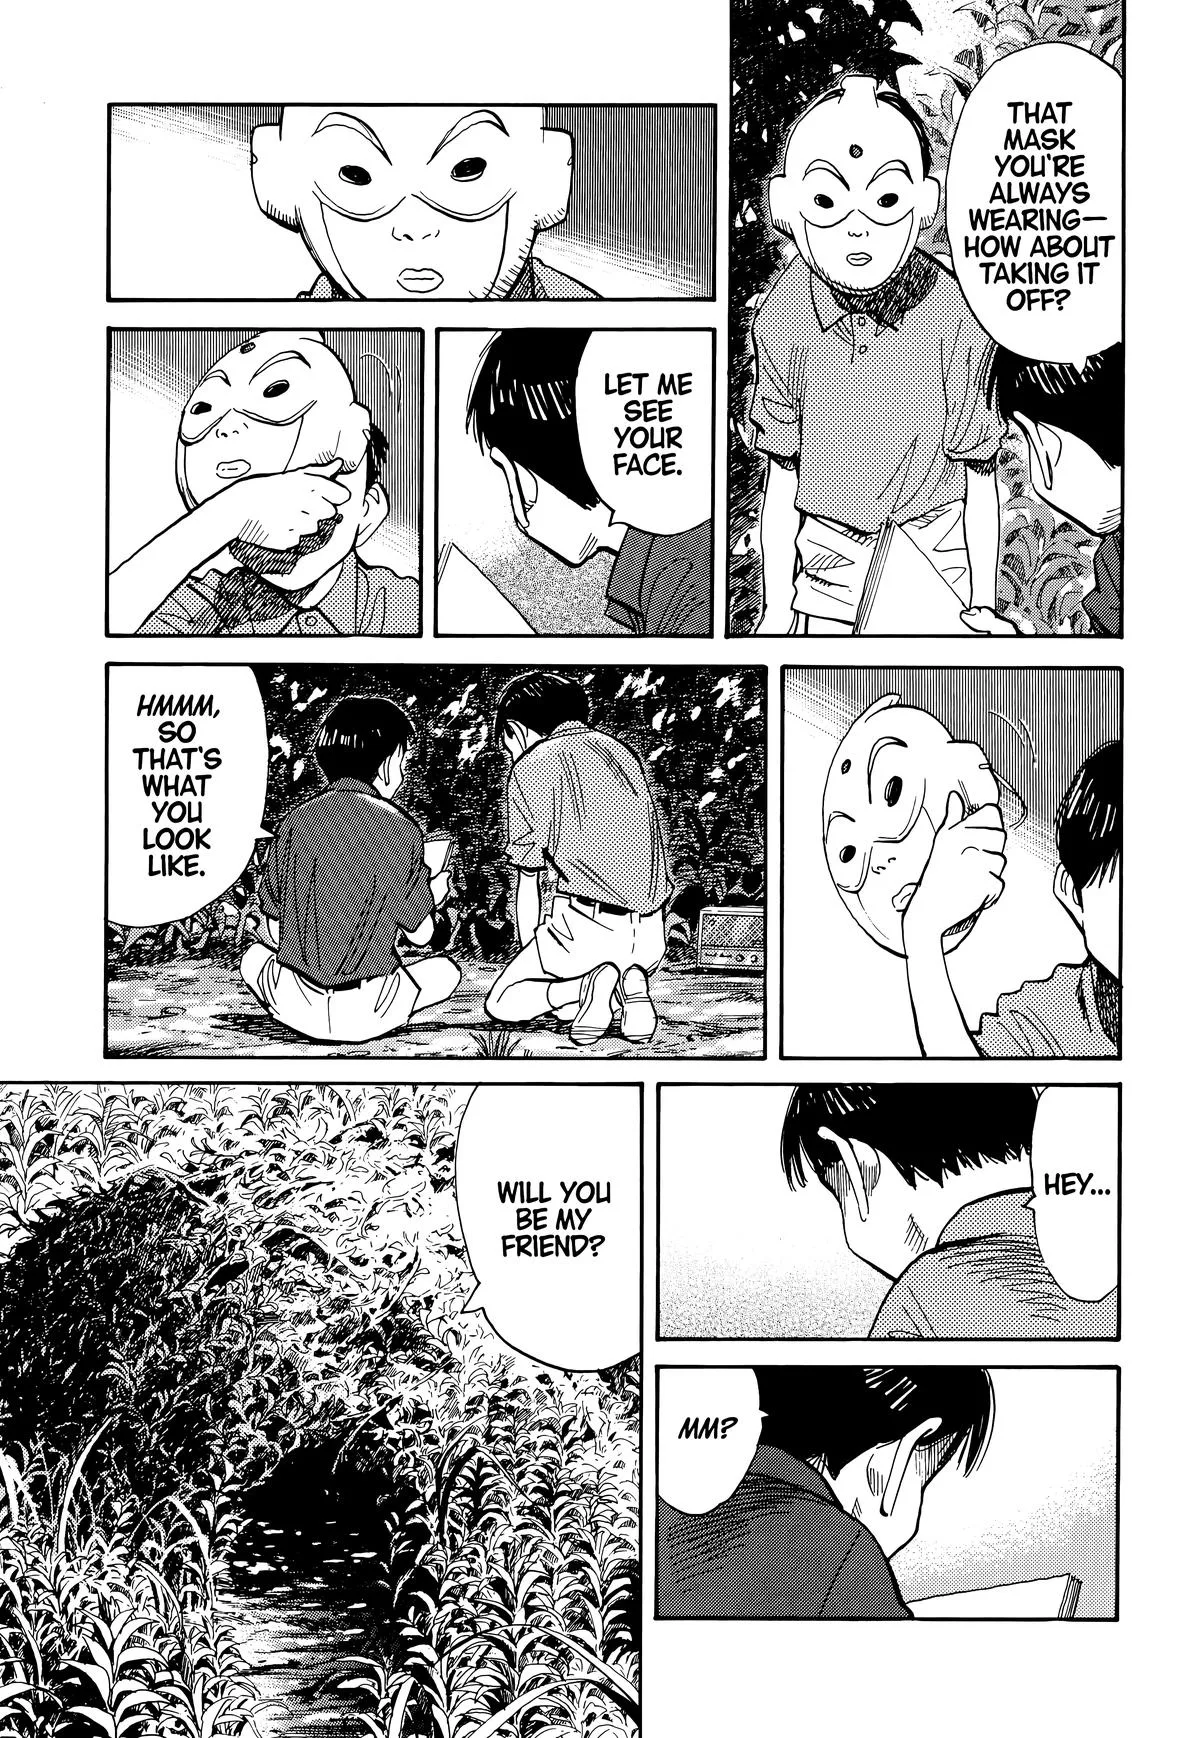 THAT
MASK
YOU'RE
ALWAYS
WEARING—
HOW ABOUT
TAKING IT
OFF?
LET ME
SEE
YOUR
FACE.
HMMM,
SO
THAT'S
WHAT
YOU
LOOK
LIKE.
HEY...
MM?
WILL YOU
BE MY
FRIEND?